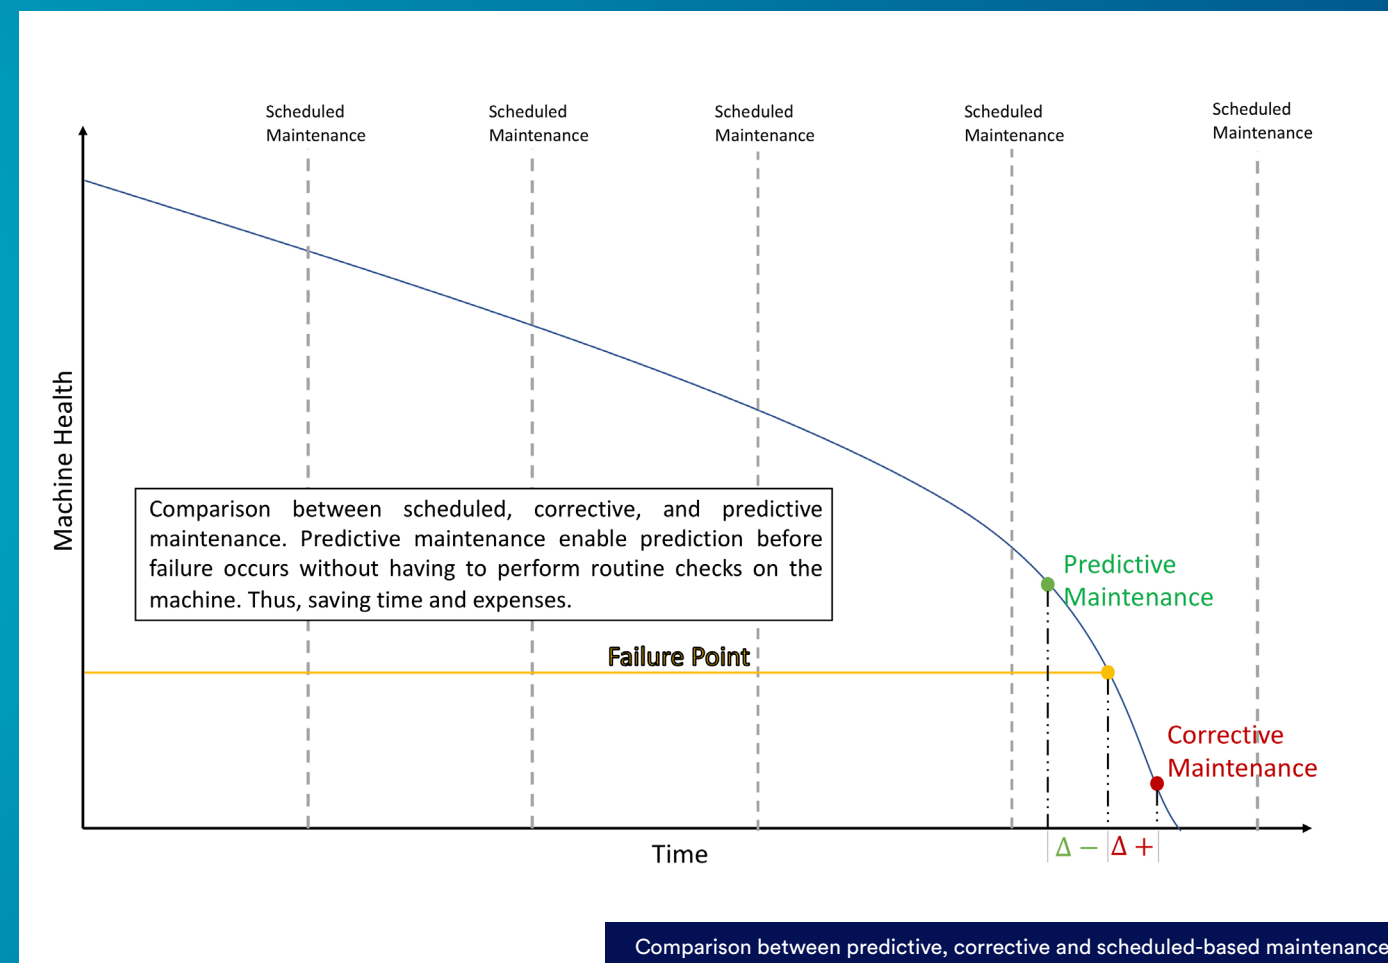 Scheduled
Maintenance
Scheduled
Maintenance
Scheduled
Maintenance
Scheduled
Maintenance
Scheduled
Maintenance
Machine Health
Comparison between scheduled, corrective, and predictive
maintenance. Predictive maintenance enable prediction before
failure occurs without having to perform routine checks on the
machine. Thus, saving time and expenses.
Predictive
Maintenance
Failure Point
Corrective
Maintenance
Δ − Δ +
Time
Comparison between predictive, corrective and scheduled-based maintenance